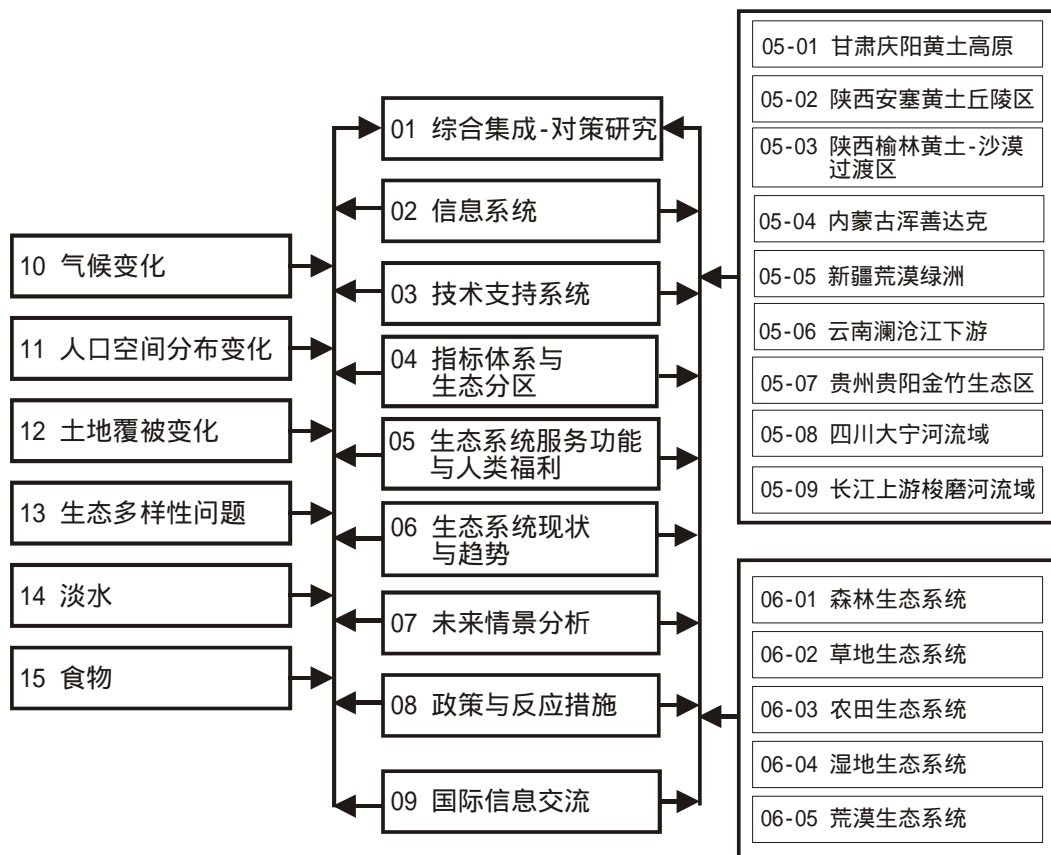 10 气候变化
11 人口空间分布变化
12 土地覆被变化
13 生态多样性问题
14 淡水
15 食物
01 综合集成-对策研究
02 信息系统
03 技术支持系统
04 指标体系与
生态分区
05 生态系统服务功能
与人类福利
06 生态系统现状
与趋势
07 未来情景分析
08 政策与反应措施
09 国际信息交流
05-01 甘肃庆阳黄土高原
05-02 陕西安塞黄土丘陵区
05-03 陕西榆林黄土-沙漠
过渡区
05-04 内蒙古浑善达克
05-05 新疆荒漠绿洲
05-06 云南澜沧江下游
05-07 贵州贵阳金竹生态区
05-08 四川大宁河流域
05-09 长江上游梭磨河流域
06-01 森林生态系统
06-02 草地生态系统
06-03 农田生态系统
06-04 湿地生态系统
06-05 荒漠生态系统